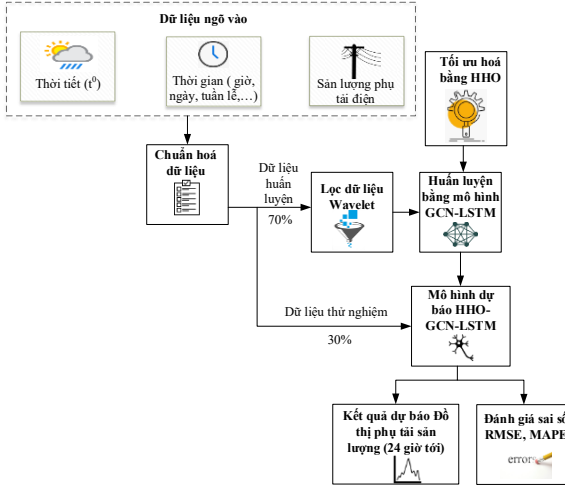 Dữ liệu ngõ vào
Thời tiết (t⁰)
Thời gian ( giờ,
ngày, tuần lễ,…)
Sản lượng phụ
tải điện
Tối ưu hoá
bằng HHO
Chuẩn hoá
dữ liệu
Dữ liệu
huấn
luyện
70%
Lọc dữ liệu
Wavelet
Huấn luyện
bằng mô hình
GCN-LSTM
Dữ liệu thử nghiệm
30%
Mô hình dự
báo HHO-
GCN-LSTM
Kết quả dự báo Đồ
thị phụ tải sản
lượng (24 giờ tới)
Đánh giá sai số
RMSE, MAPE
error